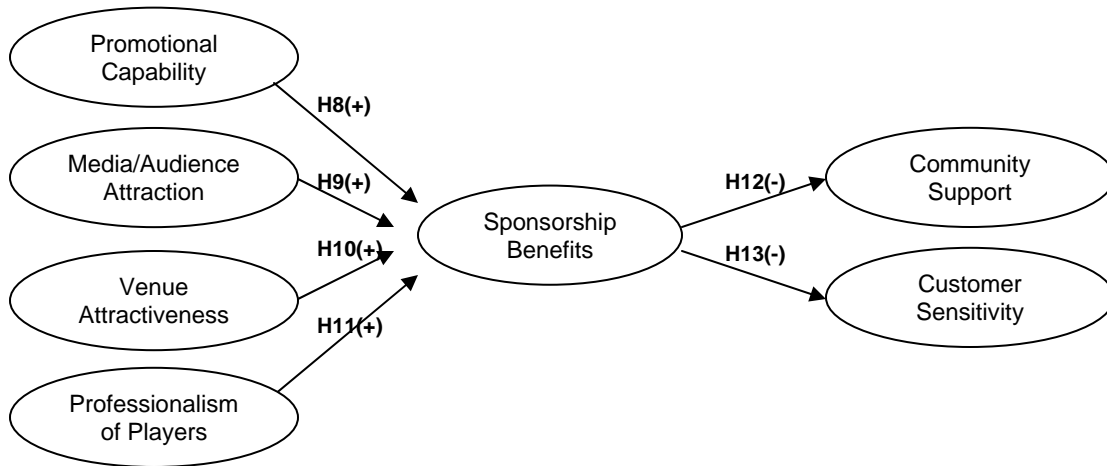 Promotional
Capability
H8(+)
Media/Audience
Attraction
H9(+)
Venue
Attractiveness
H10(+)
Professionalism
of Players
H11(+)
Sponsorship
Benefits
H12(-)
Community
Support
H13(-)
Customer
Sensitivity